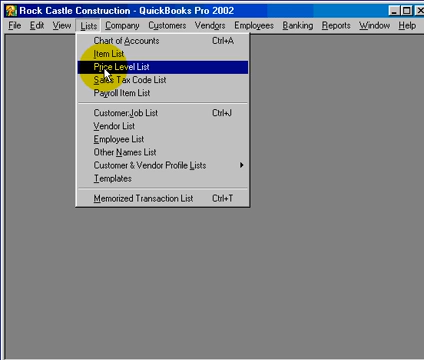 Rock Castle Construction - QuickBooks Pro 2002
File Edit View Lists Company Customers Vendors Employees Banking Reports Window Help
Chart of Accounts Ctrl+A
Item List
Price Level List
Sales Tax Code List
Payroll Item List
Customer:Job List Ctrl+J
Vendor List
Employee List
Other Names List
Customer & Vendor Profile Lists
Templates
Memorized Transaction List Ctrl+T